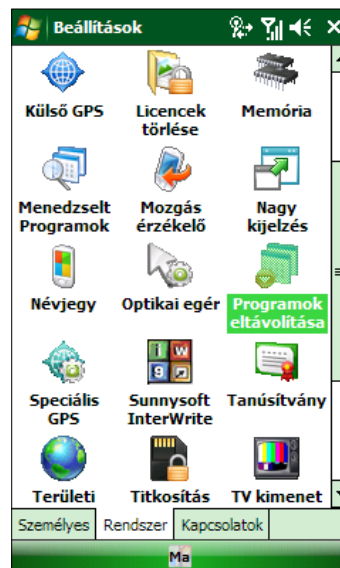 Beállítások
Külső GPS
Licencek törlése
Memória
Menedzselt Programok
Mozgás érzékelő
Nagy kijelzés
Névjegy
Optikai egér
Programok eltávolítása
Speciális GPS
Sunnysoft InterWrite
Tanúsítvány
Területi
Titkosítás
TV kimenet
Személyes Rendszer Kapcsolatok
Ma